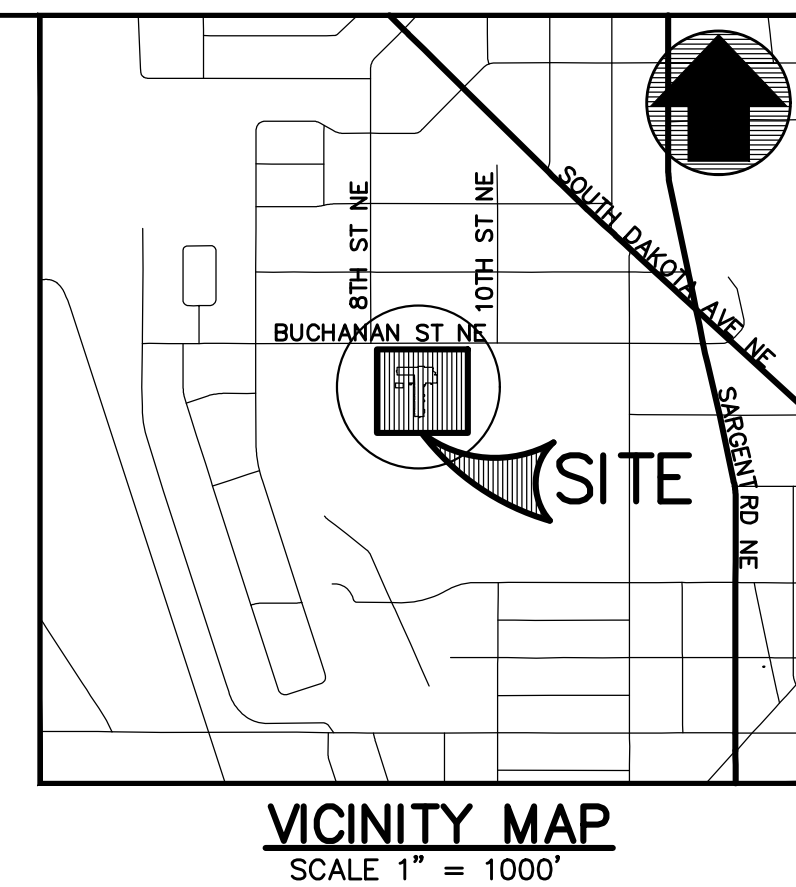 8TH ST NE
10TH ST NE
SOUTH DAKOTA AVE NE
BUCHANAN ST NE
SARGENT RD NE
SITE
VICINITY MAP
SCALE 1" = 1000'